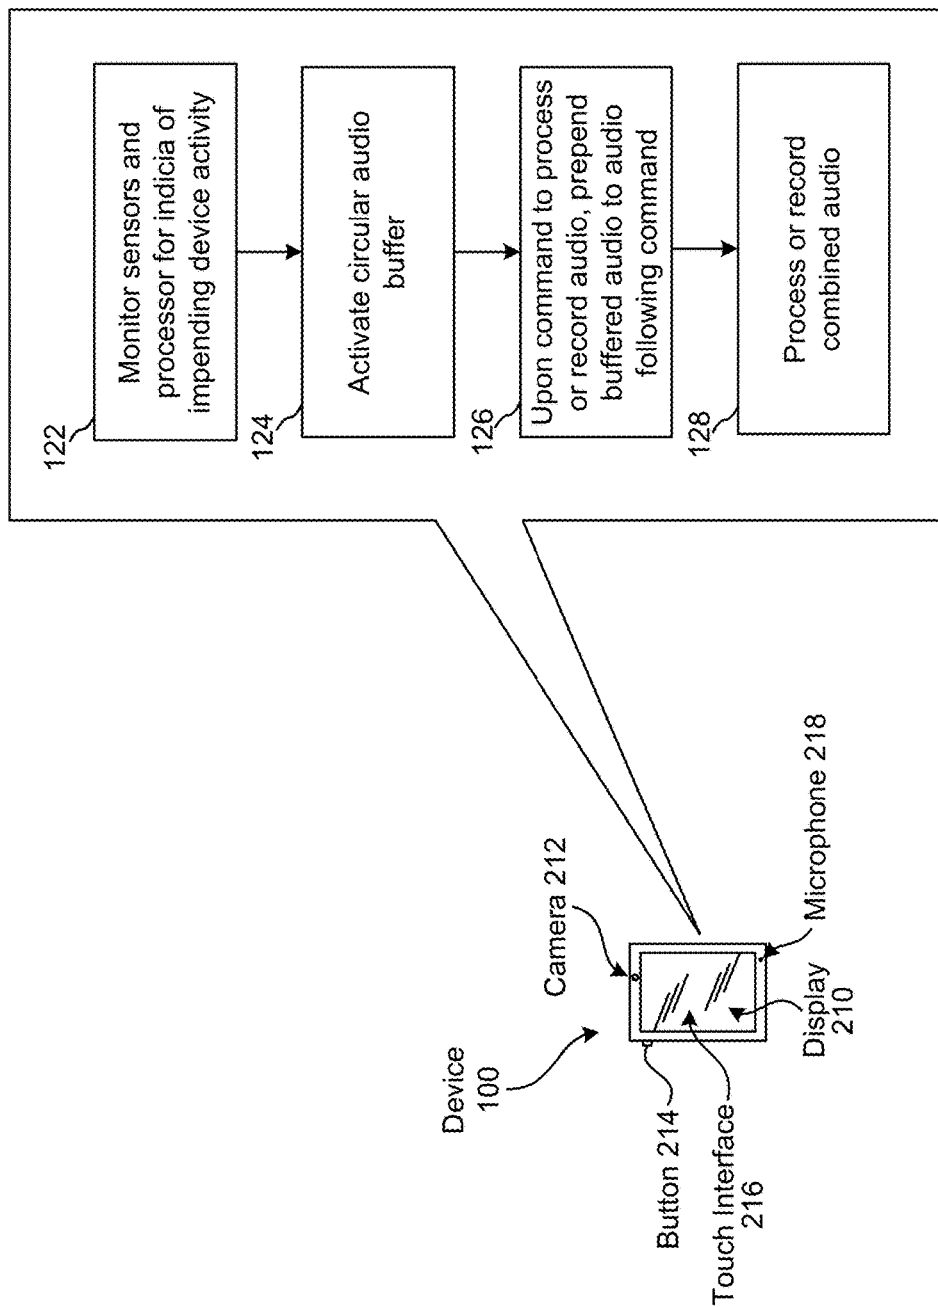 Device
100
Camera 212
Button 214
Touch Interface
216
Display
210
Microphone 218
122
Monitor sensors and
processor for indicia of
impending device activity
124
Activate circular audio
buffer
126
Upon command to process
or record audio, prepend
buffered audio to audio
following command
128
Process or record
combined audio